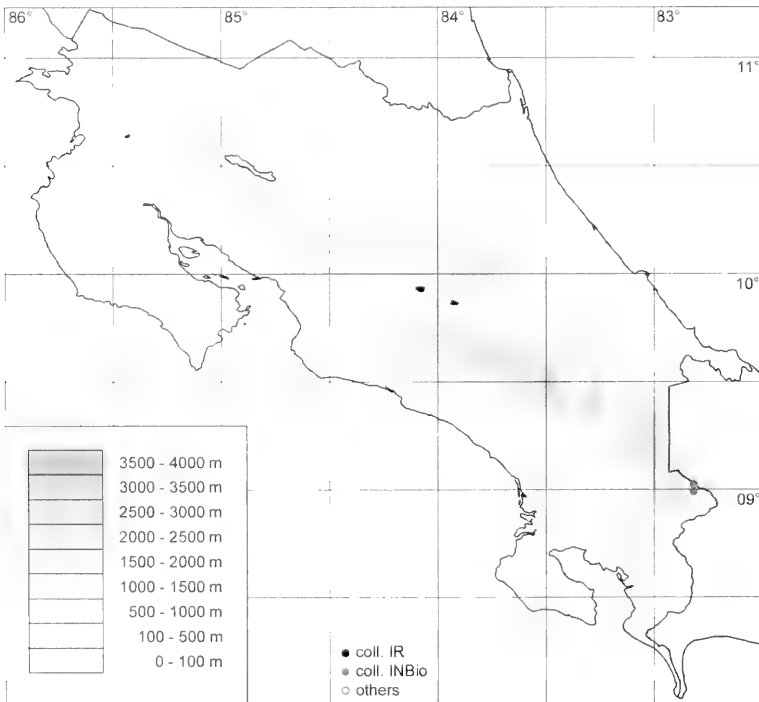 86° 85° 84° 83°
11°
10°
09°
3500 - 4000 m
3000 - 3500 m
2500 - 3000 m
2000 - 2500 m
1500 - 2000 m
1000 - 1500 m
500 - 1000 m
100 - 500 m
0 - 100 m
coll. IR
coll. INBio
others